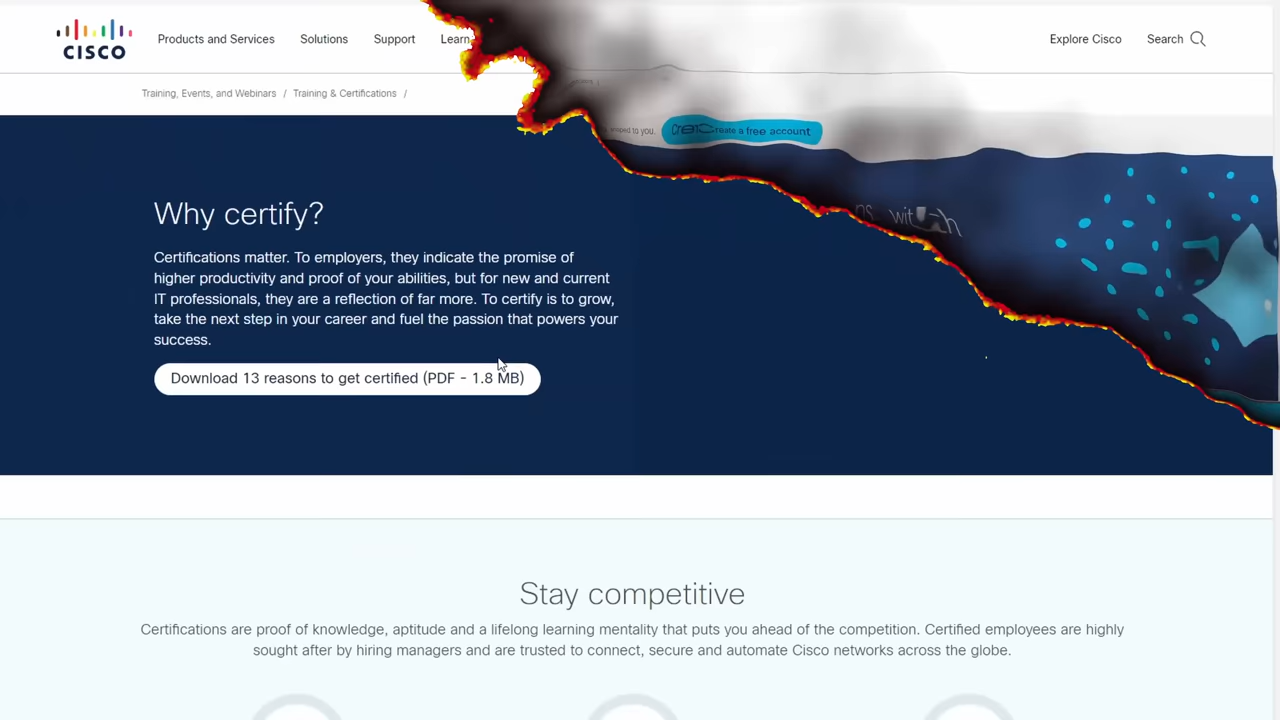 CISCO
Products and Services
Solutions
Support
Learn
Explore Cisco
Search
Training, Events, and Webinars / Training & Certifications /
to you.
reate a free account
Why certify?
Certifications matter. To employers, they indicate the promise of
higher productivity and proof of your abilities, but for new and current
IT professionals, they are a reflection of far more. To certify is to grow,
take the next step in your career and fuel the passion that powers your
success.
Download 13 reasons to get certified (PDF - 1.8 MB)
Stay competitive
Certifications are proof of knowledge, aptitude and a lifelong learning mentality that puts you ahead of the competition. Certified employees are highly
sought after by hiring managers and are trusted to connect, secure and automate Cisco networks across the globe.